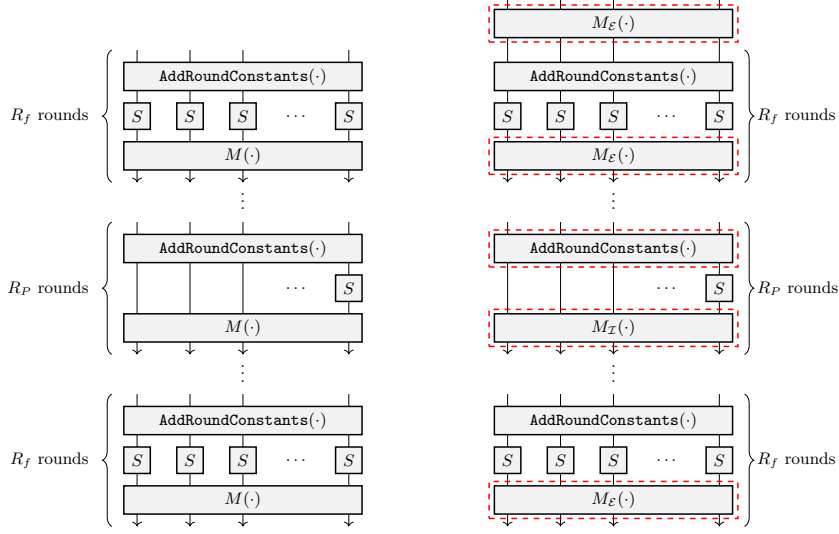 R_f rounds
AddRoundConstants(·)
S S S ··· S
M(·)
⋮
R_P rounds
AddRoundConstants(·)
··· S
M(·)
⋮
R_f rounds
AddRoundConstants(·)
S S S ··· S
M(·)
M_ℰ(·)
AddRoundConstants(·)
S S S ··· S
M_ℰ(·)
R_f rounds
⋮
AddRoundConstants(·)
··· S
M_ℐ(·)
R_P rounds
⋮
AddRoundConstants(·)
S S S ··· S
M_ℰ(·)
R_f rounds